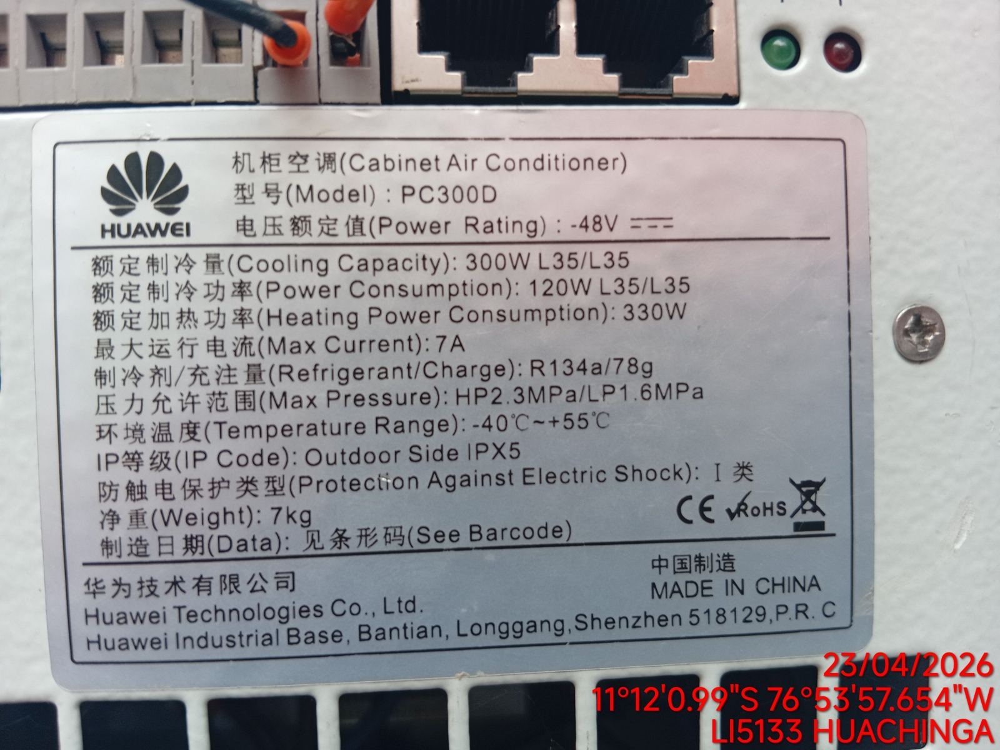 HUAWEI
机柜空调(Cabinet Air Conditioner)
型号(Model) : PC300D
电压额定值(Power Rating) : -48V
额定制冷量(Cooling Capacity): 300W L35/L35
额定制冷功率(Power Consumption): 120W L35/L35
额定加热功率(Heating Power Consumption): 330W
最大运行电流(Max Current): 7A
制冷剂/充注量(Refrigerant/Charge): R134a/78g
压力允许范围(Max Pressure): HP2.3MPa/LP1.6MPa
环境温度(Temperature Range): -40℃~+55℃
IP等级(IP Code): Outdoor Side IPX5
防触电保护类型(Protection Against Electric Shock): I 类
净重(Weight): 7kg
CE RoHS
制造日期(Data): 见条形码(See Barcode)
华为技术有限公司
中国制造
MADE IN CHINA
Huawei Technologies Co., Ltd.
Huawei Industrial Base, Bantian, Longgang,Shenzhen 518129,P.R. C
23/04/2026
11°12'0.99"S 76°53'57.654"W
LI5133 HUACHINGA